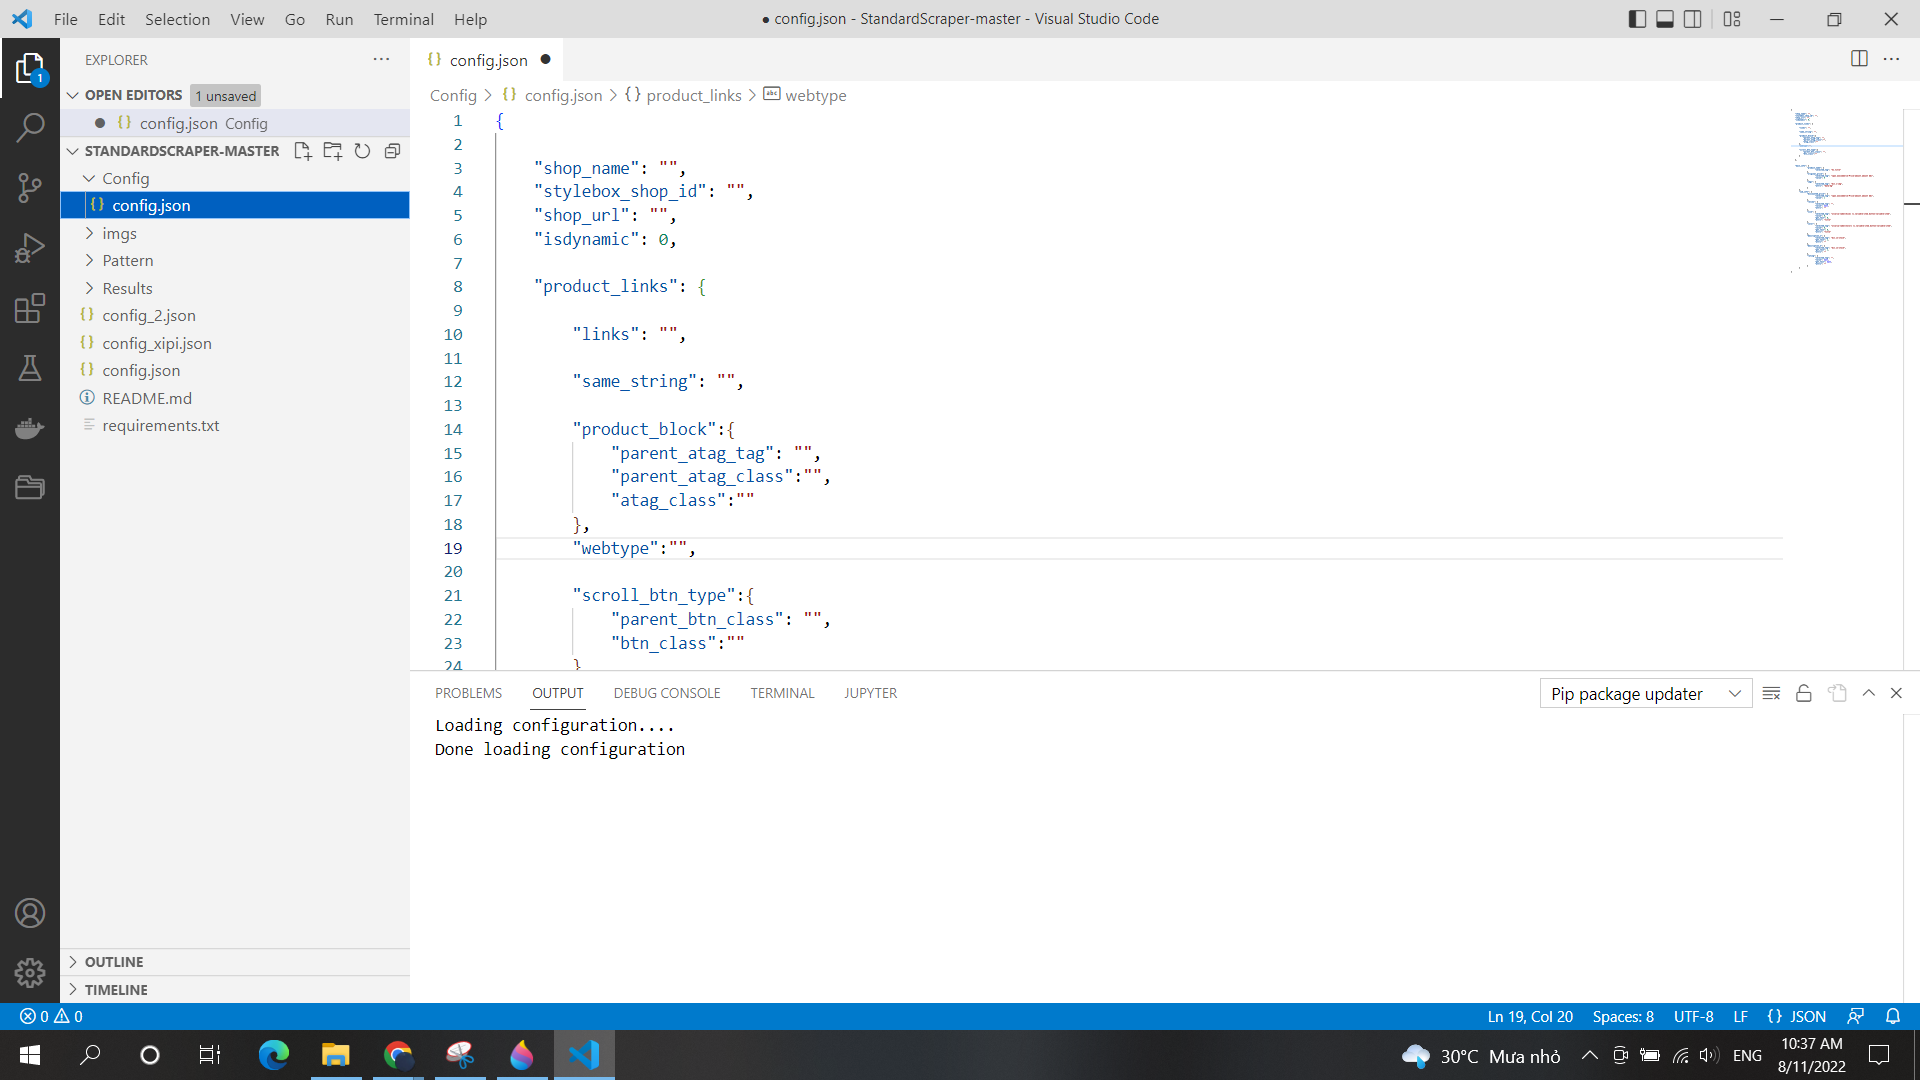 File Edit Selection View Go Run Terminal Help
● config.json - StandardScraper-master - Visual Studio Code
1
EXPLORER
OPEN EDITORS 1 unsaved
config.json Config
STANDARDSCRAPER-MASTER
Config
config.json
imgs
Pattern
Results
config_2.json
config_xipi.json
config.json
README.md
requirements.txt
OUTLINE
TIMELINE
{} config.json ●
Config > {} config.json > {} product_links > abc webtype
1 {
2
3 "shop_name": "",
4 "stylebox_shop_id": "",
5 "shop_url": "",
6 "isdynamic": 0,
7
8 "product_links": {
9
10 "links": "",
11
12 "same_string": "",
13
14 "product_block":{
15 "parent_atag_tag": "",
16 "parent_atag_class":"",
17 "atag_class":""
18 },
19 "webtype":"",
20
21 "scroll_btn_type":{
22 "parent_btn_class": "",
23 "btn_class":""
24 }
PROBLEMS OUTPUT DEBUG CONSOLE TERMINAL JUPYTER
Pip package updater
Loading configuration....
Done loading configuration
0 0
Ln 19, Col 20 Spaces: 8 UTF-8 LF {} JSON
30°C Mưa nhỏ
ENG
10:37 AM
8/11/2022